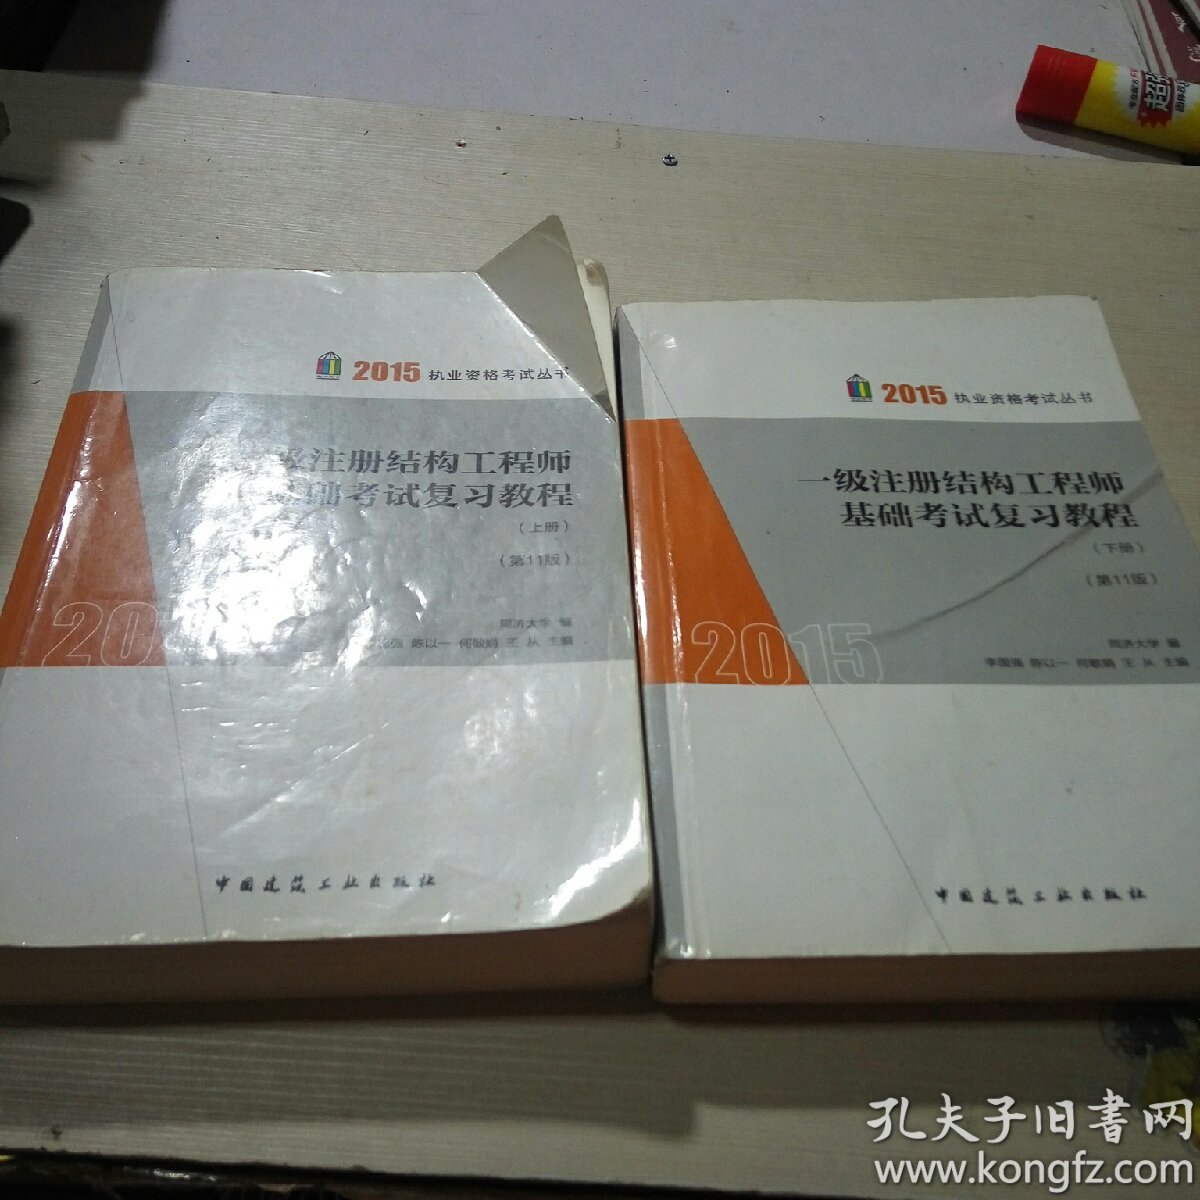 超强
2015 执业资格考试丛书
级注册结构工程师
础考试复习教程
(上册)
(第11版)
同济大学 编
强 陈以一 何敏娟 王 从 主编
20
中国建筑工业出版社
2015 执业资格考试丛书
一级注册结构工程师
基础考试复习教程
(下册)
(第11版)
同济大学 编
李国强 陈以一 何敏娟 王 从 主编
2015
中国建筑工业出版社
孔夫子旧書网
www.kongfz.com